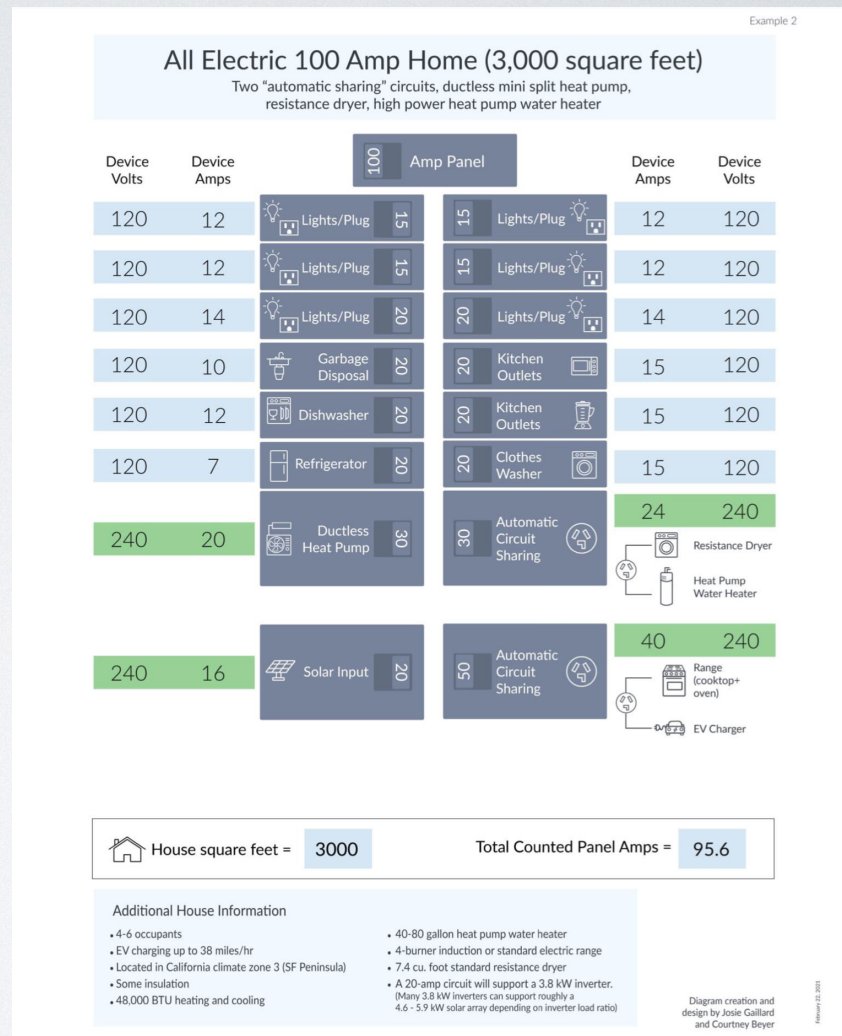 Example 2
All Electric 100 Amp Home (3,000 square feet)
Two “automatic sharing” circuits, ductless mini split heat pump,
resistance dryer, high power heat pump water heater
Device
Volts
Device
Amps
100
Amp Panel
Device
Amps
Device
Volts
120 12 Lights/Plug 15
15 Lights/Plug 12 120
120 12 Lights/Plug 15
15 Lights/Plug 12 120
120 14 Lights/Plug 20
20 Lights/Plug 14 120
120 10 Garbage
Disposal 20
20 Kitchen
Outlets 15 120
120 12 Dishwasher 20
20 Kitchen
Outlets 15 120
120 7 Refrigerator 20
20 Clothes
Washer 15 120
240 20 Ductless
Heat Pump 30
30 Automatic
Circuit
Sharing
24 240
Resistance Dryer
Heat Pump
Water Heater
240 16 Solar Input 20
50 Automatic
Circuit
Sharing
40 240
Range
(cooktop+
oven)
EV Charger
House square feet = 3000
Total Counted Panel Amps = 95.6
Additional House Information
• 4-6 occupants
• EV charging up to 38 miles/hr
• Located in California climate zone 3 (SF Peninsula)
• Some insulation
• 48,000 BTU heating and cooling
• 40-80 gallon heat pump water heater
• 4-burner induction or standard electric range
• 7.4 cu. foot standard resistance dryer
• A 20-amp circuit will support a 3.8 kW inverter.
(Many 3.8 kW inverters can support roughly a
4.6 - 5.9 kW solar array depending on inverter load ratio)
Diagram creation and
design by Josie Gaillard
and Courtney Beyer
February 22, 2021